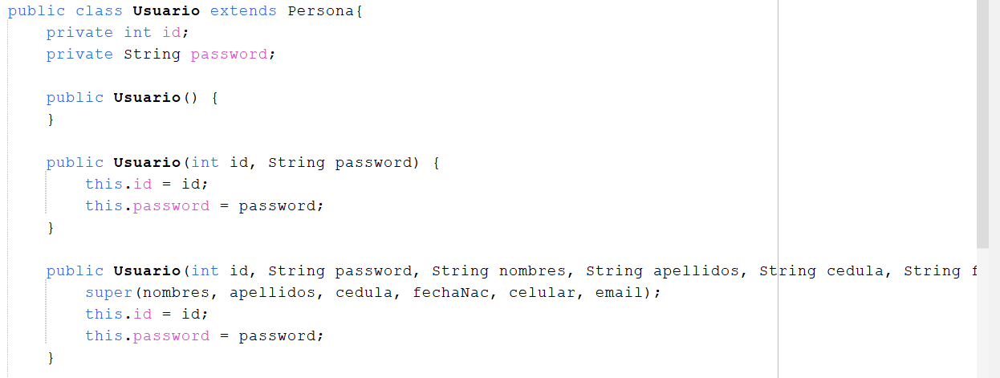 public class Usuario extends Persona{
    private int id;
    private String password;
    public Usuario() {
    }
    public Usuario(int id, String password) {
        this.id = id;
        this.password = password;
    }
    public Usuario(int id, String password, String nombres, String apellidos, String cedula, String f
        super(nombres, apellidos, cedula, fechaNac, celular, email);
        this.id = id;
        this.password = password;
    }